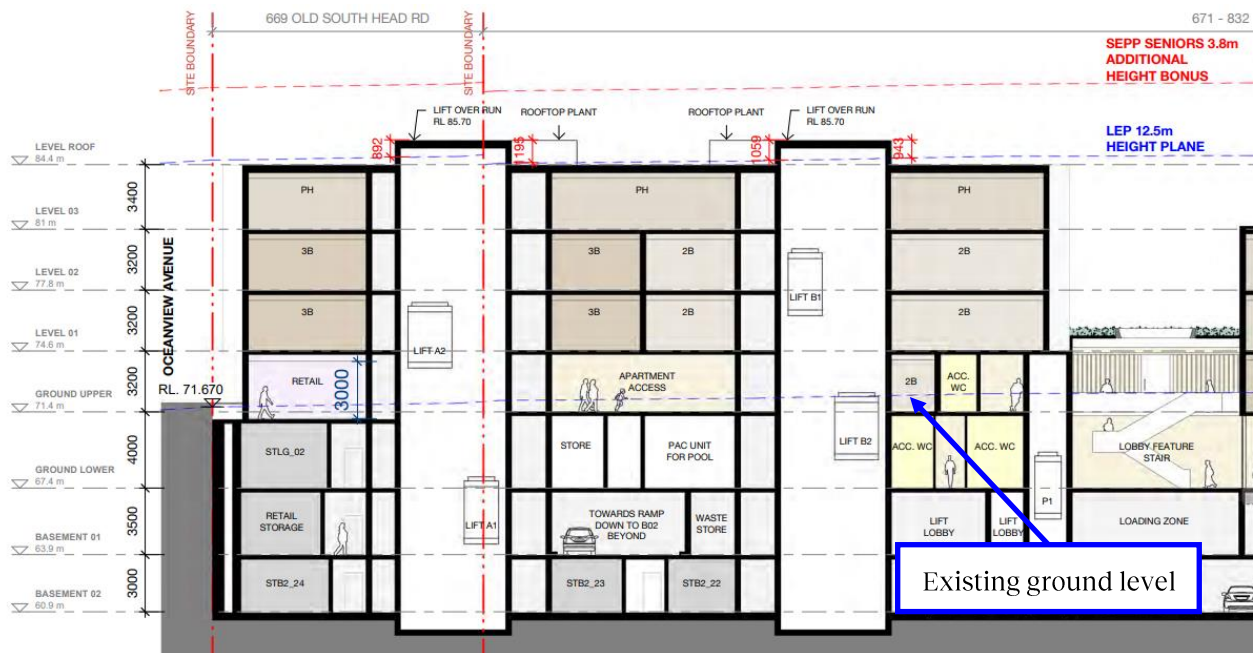 669 OLD SOUTH HEAD RD
671 - 832
SITE BOUNDARY
SITE BOUNDARY
SEPP SENIORS 3.8m
ADDITIONAL
HEIGHT BONUS
LIFT OVER RUN
RL 85.70
ROOFTOP PLANT
ROOFTOP PLANT
LIFT OVER RUN
RL 85.70
LEP 12.5m
HEIGHT PLANE
892
1195
1059
943
LEVEL ROOF
84.4 m
3400
PH
PH
PH
LEVEL 03
81 m
3200
3B
3B
2B
2B
LEVEL 02
77.8 m
3200
3B
3B
2B
2B
LIFT B1
LIFT A2
LEVEL 01
74.6 m
OCEANVIEW AVENUE
RL. 71.670
3200
RETAIL
3000
APARTMENT
ACCESS
2B
ACC.
WC
GROUND UPPER
71.4 m
4000
STLG_02
STORE
PAC UNIT
FOR POOL
LIFT B2
ACC. WC
ACC. WC
LOBBY FEATURE
STAIR
GROUND LOWER
67.4 m
3500
RETAIL
STORAGE
LIFT A1
TOWARDS RAMP
DOWN TO B02
BEYOND
WASTE
STORE
LIFT
LOBBY
LIFT
LOBBY
P1
LOADING ZONE
BASEMENT 01
63.9 m
3000
STB2_24
STB2_23
STB2_22
Existing ground level
BASEMENT 02
60.9 m